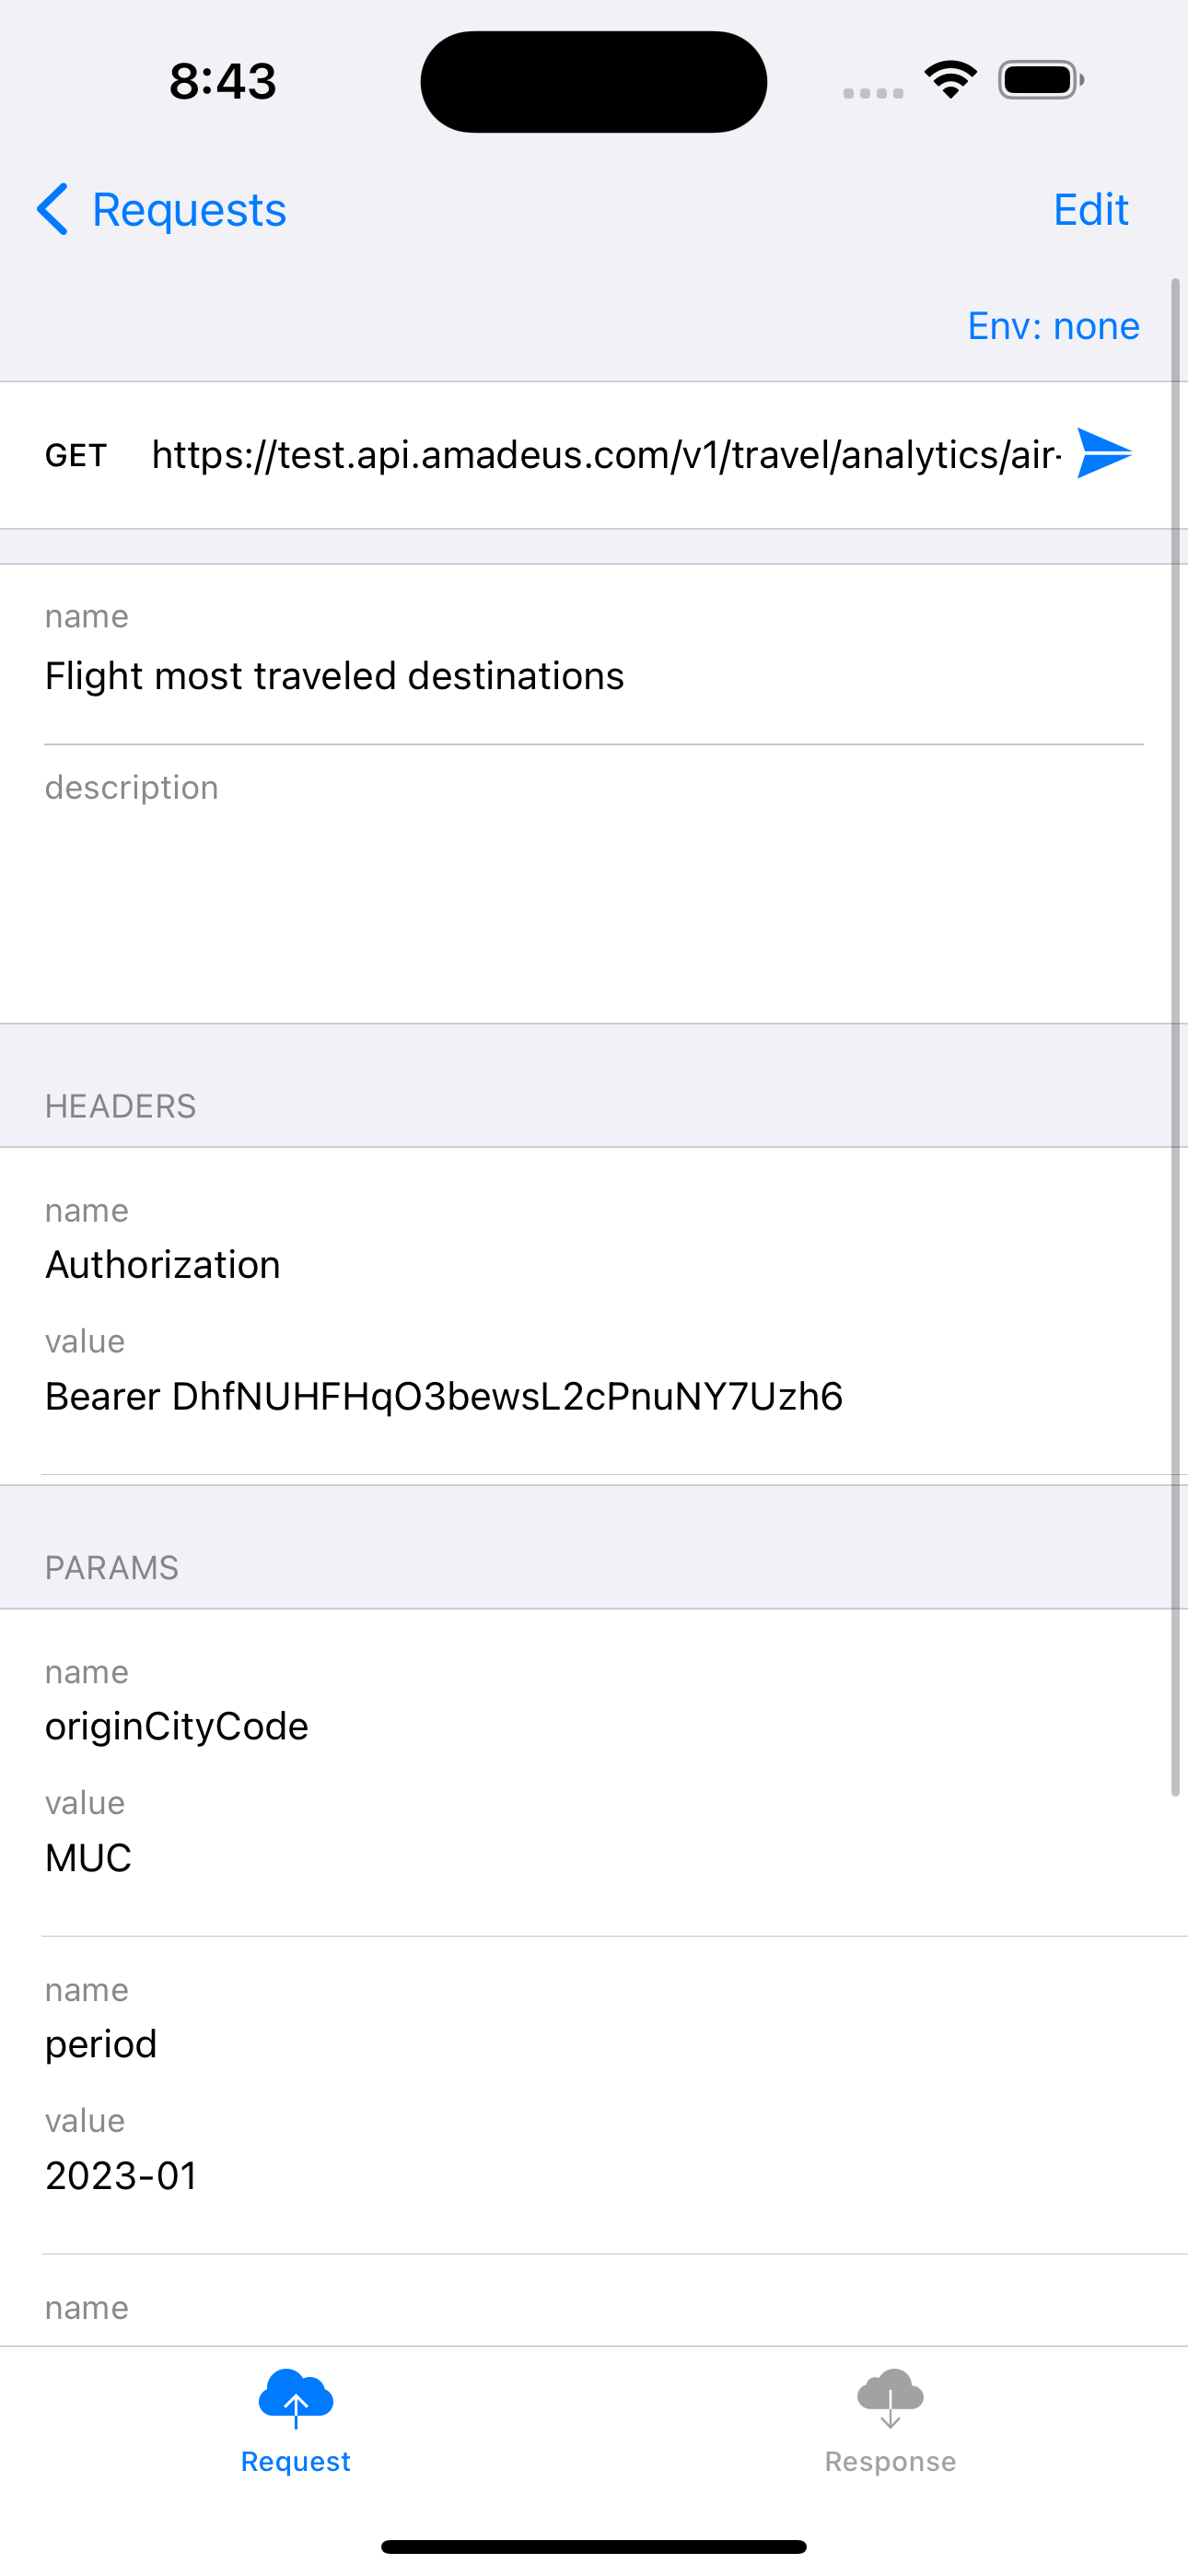 8:43
Requests
Edit
Env: none
GET https://test.api.amadeus.com/v1/travel/analytics/air-
name
Flight most traveled destinations
description
HEADERS
name
Authorization
value
Bearer DhfNUHFHqO3bewsL2cPnuNY7Uzh6
PARAMS
name
originCityCode
value
MUC
name
period
value
2023-01
name
Request
Response